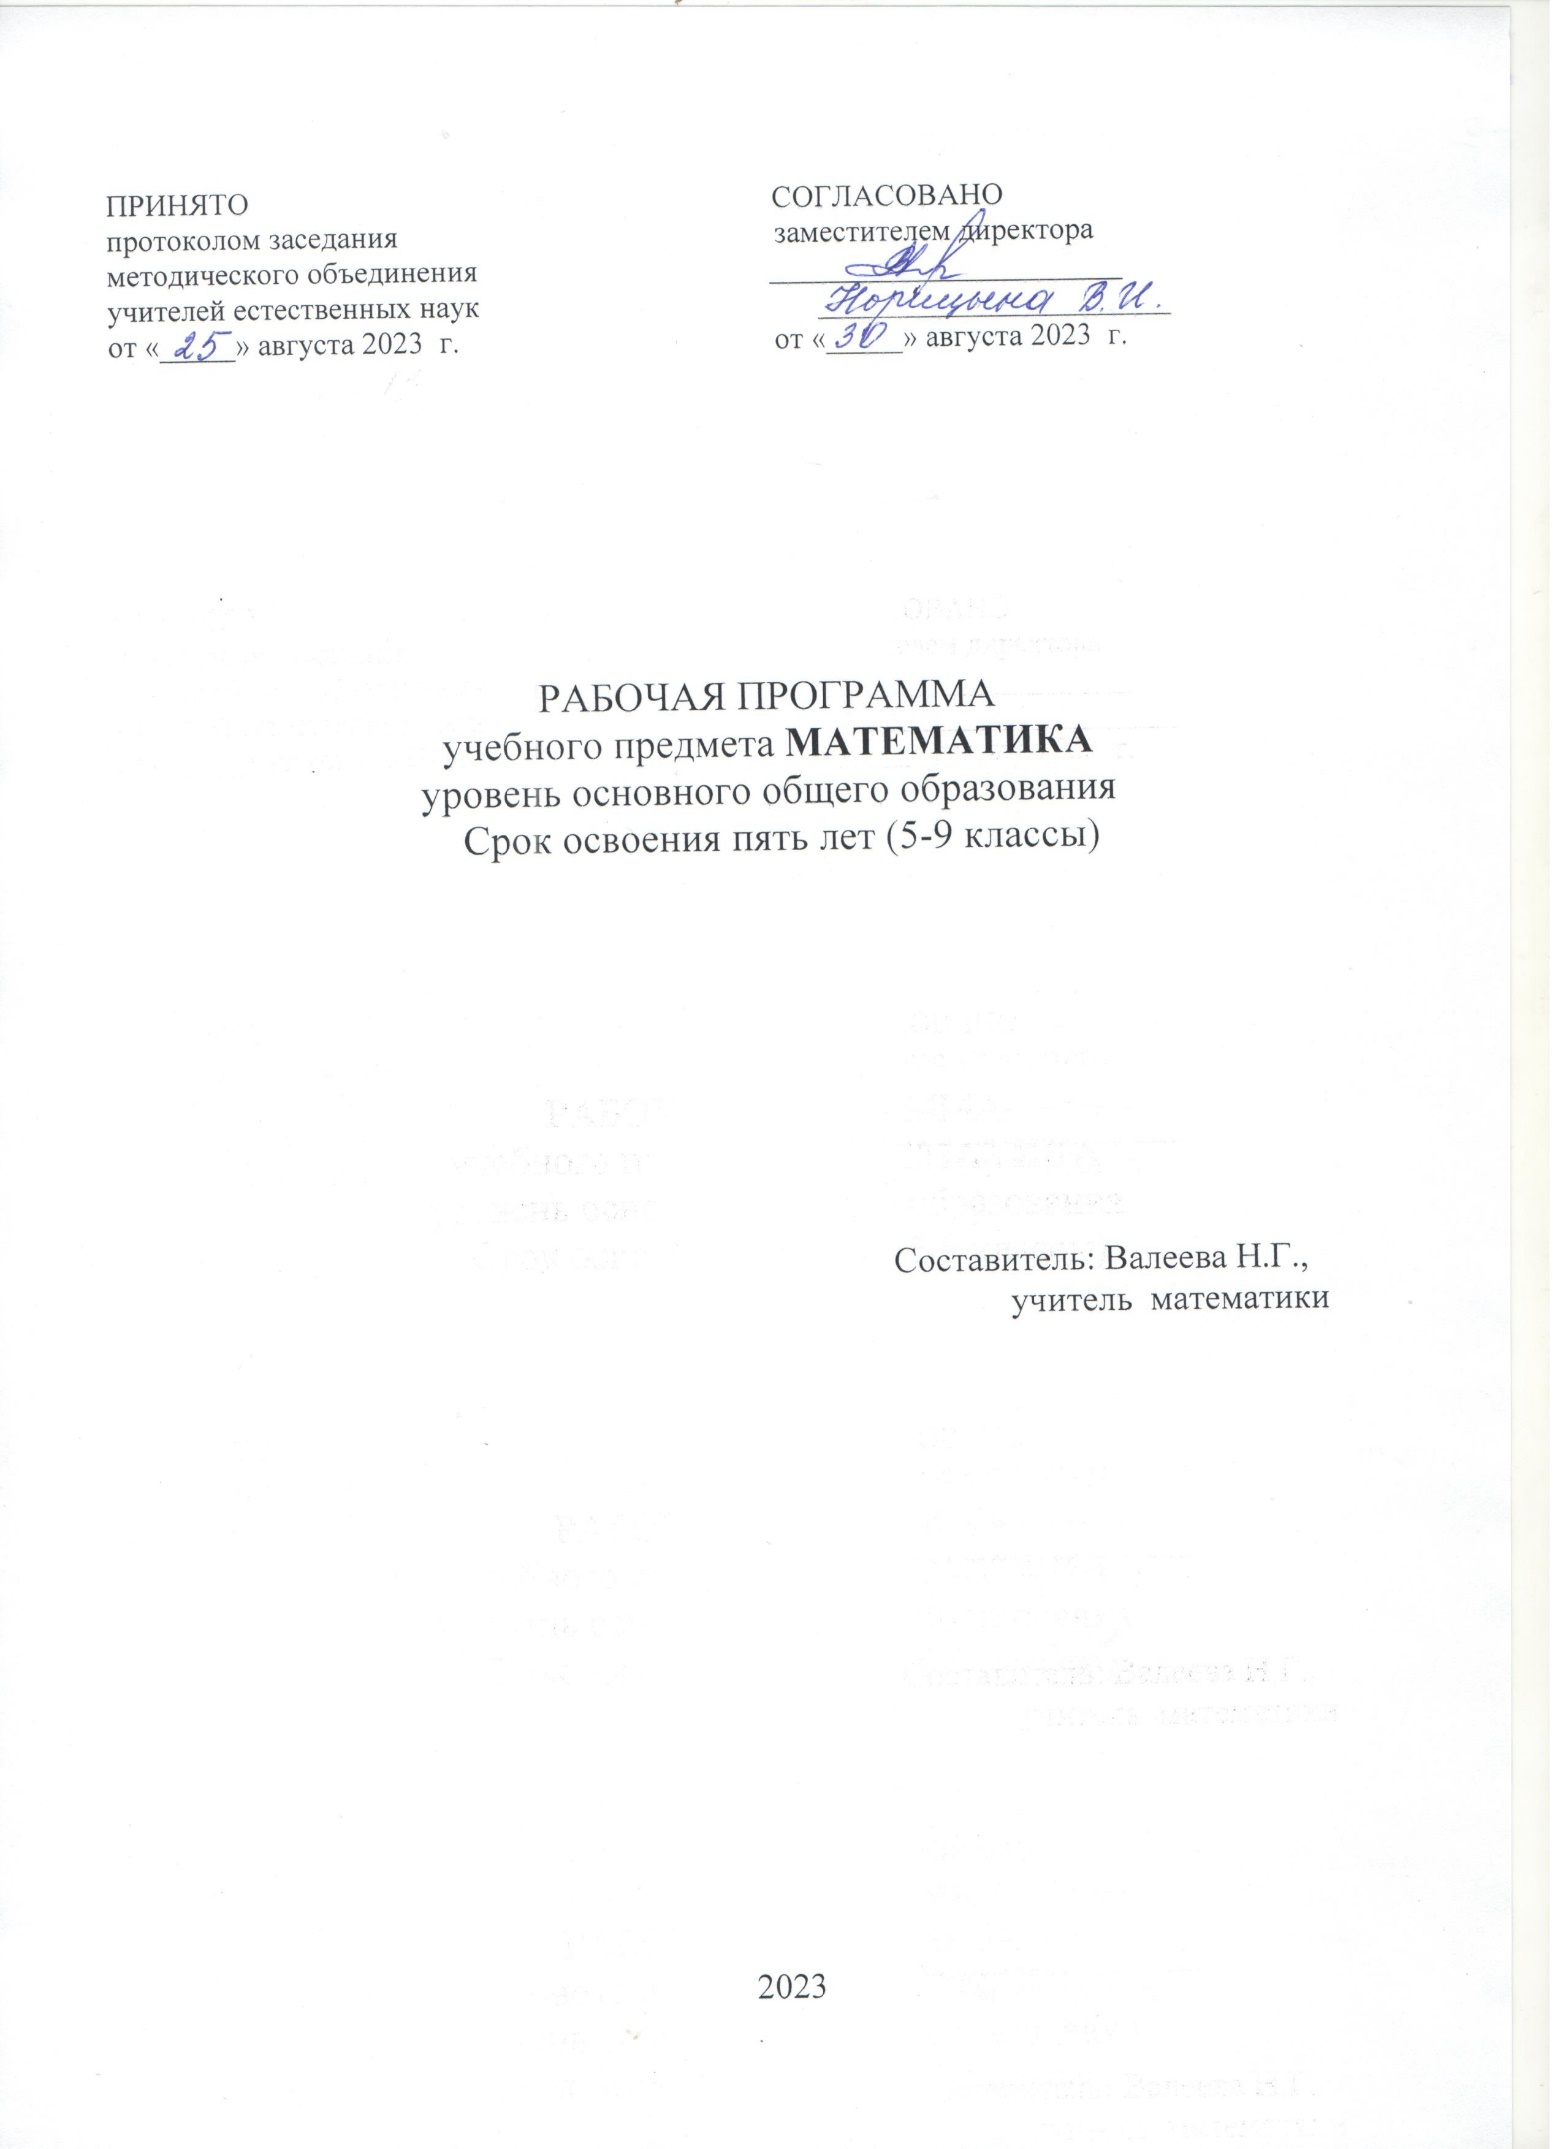 ПРИНЯТО
протоколом заседания
методического объединения
учителей естественных наук
от «25» августа 2023 г.
СОГЛАСОВАНО
заместителем директора
Норицына В.И.
от «30» августа 2023 г.
РАБОЧАЯ ПРОГРАММА
учебного предмета МАТЕМАТИКА
уровень основного общего образования
Срок освоения пять лет (5-9 классы)
Составитель: Валеева Н.Г.,
учитель математики
2023